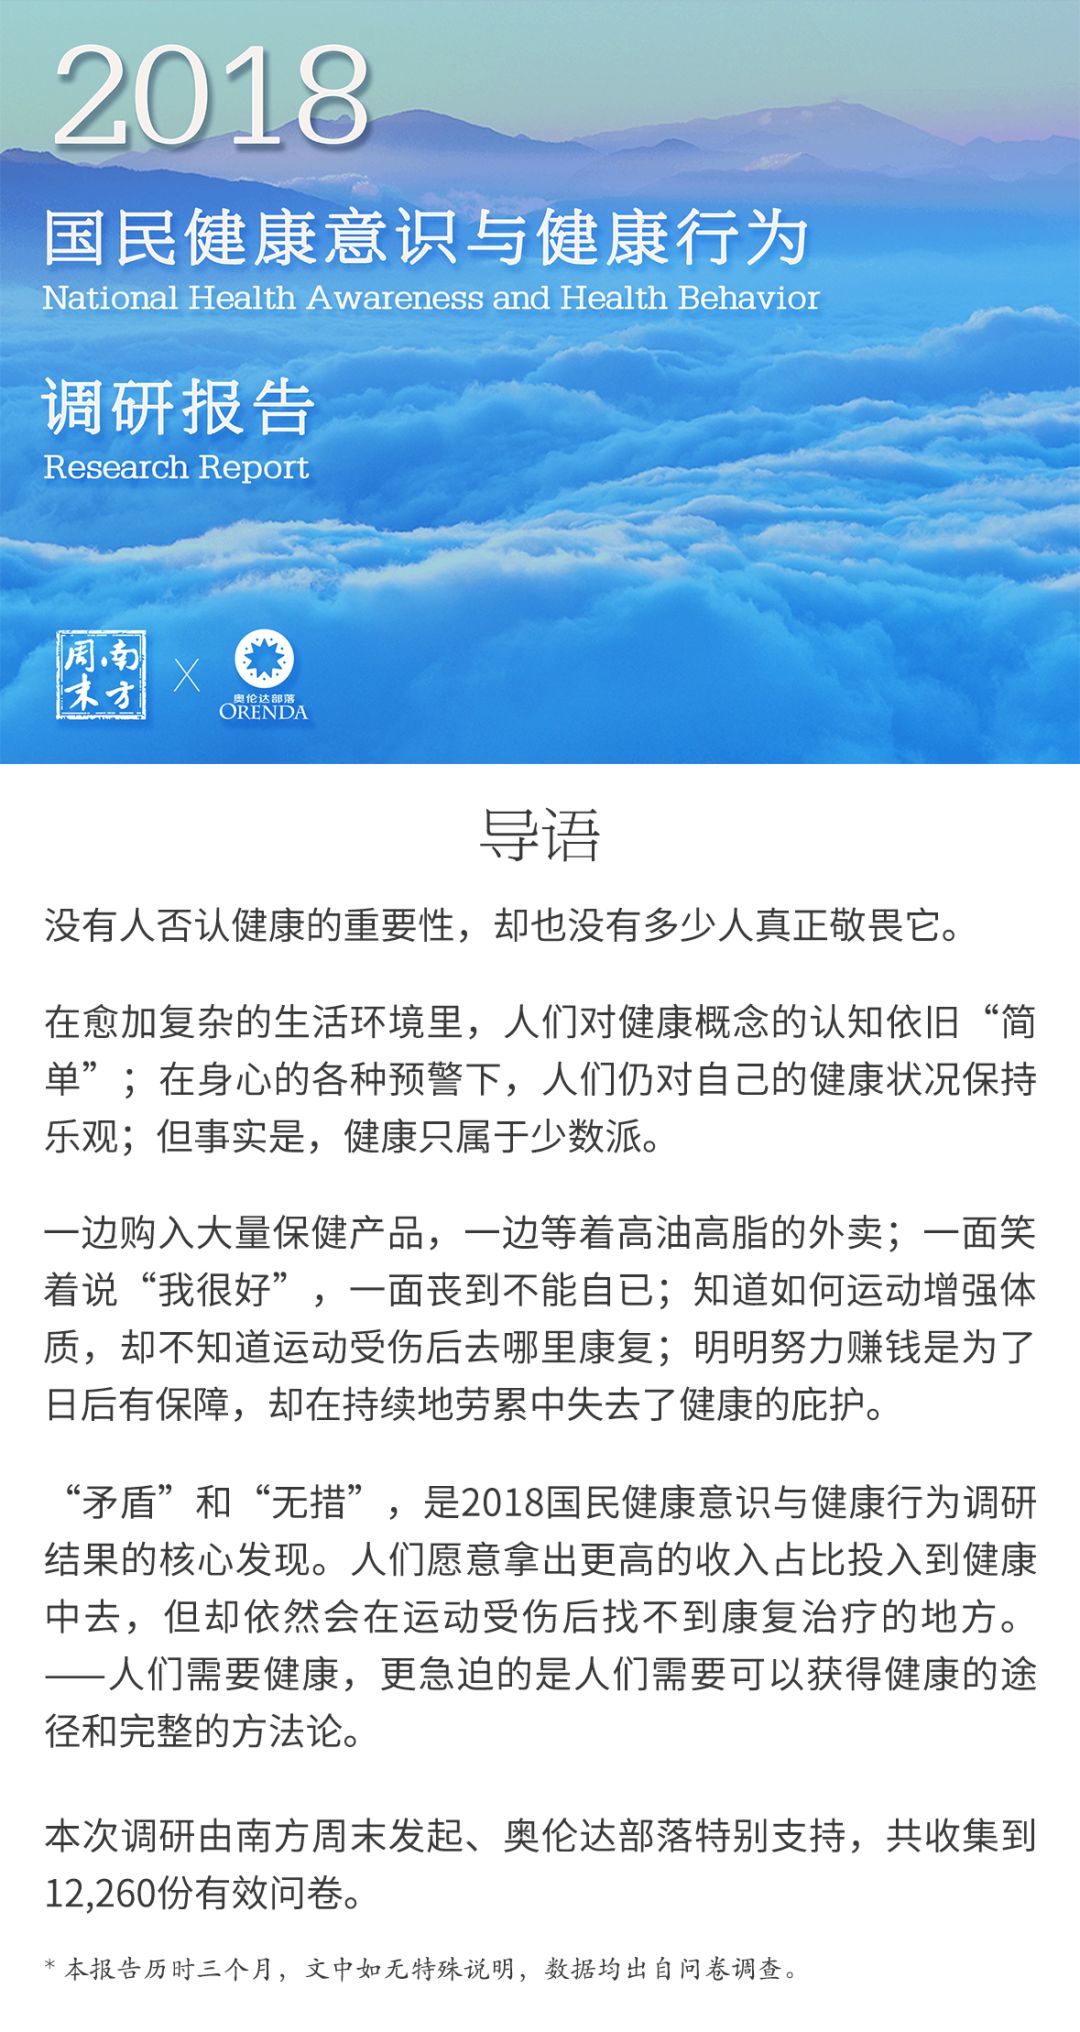 2018
国民健康意识与健康行为
National Health Awareness and Health Behavior
调研报告
Research Report
南方周末
×
奥伦达部落
ORENDA
导语
没有人否认健康的重要性，却也没有多少人真正敬畏它。
在愈加复杂的生活环境里，人们对健康概念的认知依旧“简
单”；在身心的各种预警下，人们仍对自己的健康状况保持
乐观；但事实是，健康只属于少数派。
一边购入大量保健产品，一边等着高油高脂的外卖；一面笑
着说“我很好”，一面丧到不能自已；知道如何运动增强体
质，却不知道运动受伤后去哪里康复；明明努力赚钱是为了
日后有保障，却在持续地劳累中失去了健康的庇护。
“矛盾”和“无措”，是2018国民健康意识与健康行为调研
结果的核心发现。人们愿意拿出更高的收入占比投入到健康
中去，但却依然会在运动受伤后找不到康复治疗的地方。
——人们需要健康，更急迫的是人们需要可以获得健康的途
径和完整的方法论。
本次调研由南方周末发起、奥伦达部落特别支持，共收集到
12,260份有效问卷。
* 本报告历时三个月，文中如无特殊说明，数据均出自问卷调查。